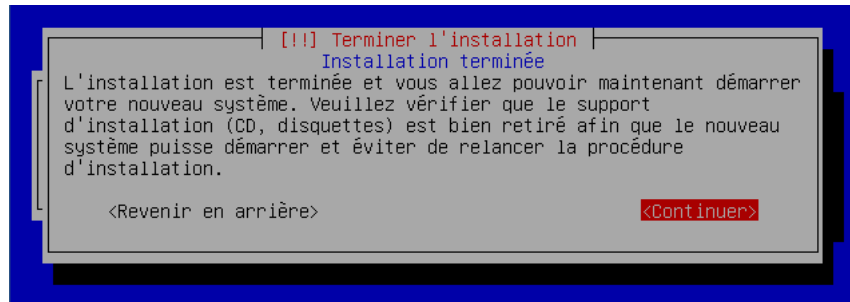 [!!] Terminer l'installation
Installation terminée
L'installation est terminée et vous allez pouvoir maintenant démarrer
votre nouveau système. Veuillez vérifier que le support
d'installation (CD, disquettes) est bien retiré afin que le nouveau
système puisse démarrer et éviter de relancer la procédure
d'installation.
<Revenir en arrière> <Continuer>